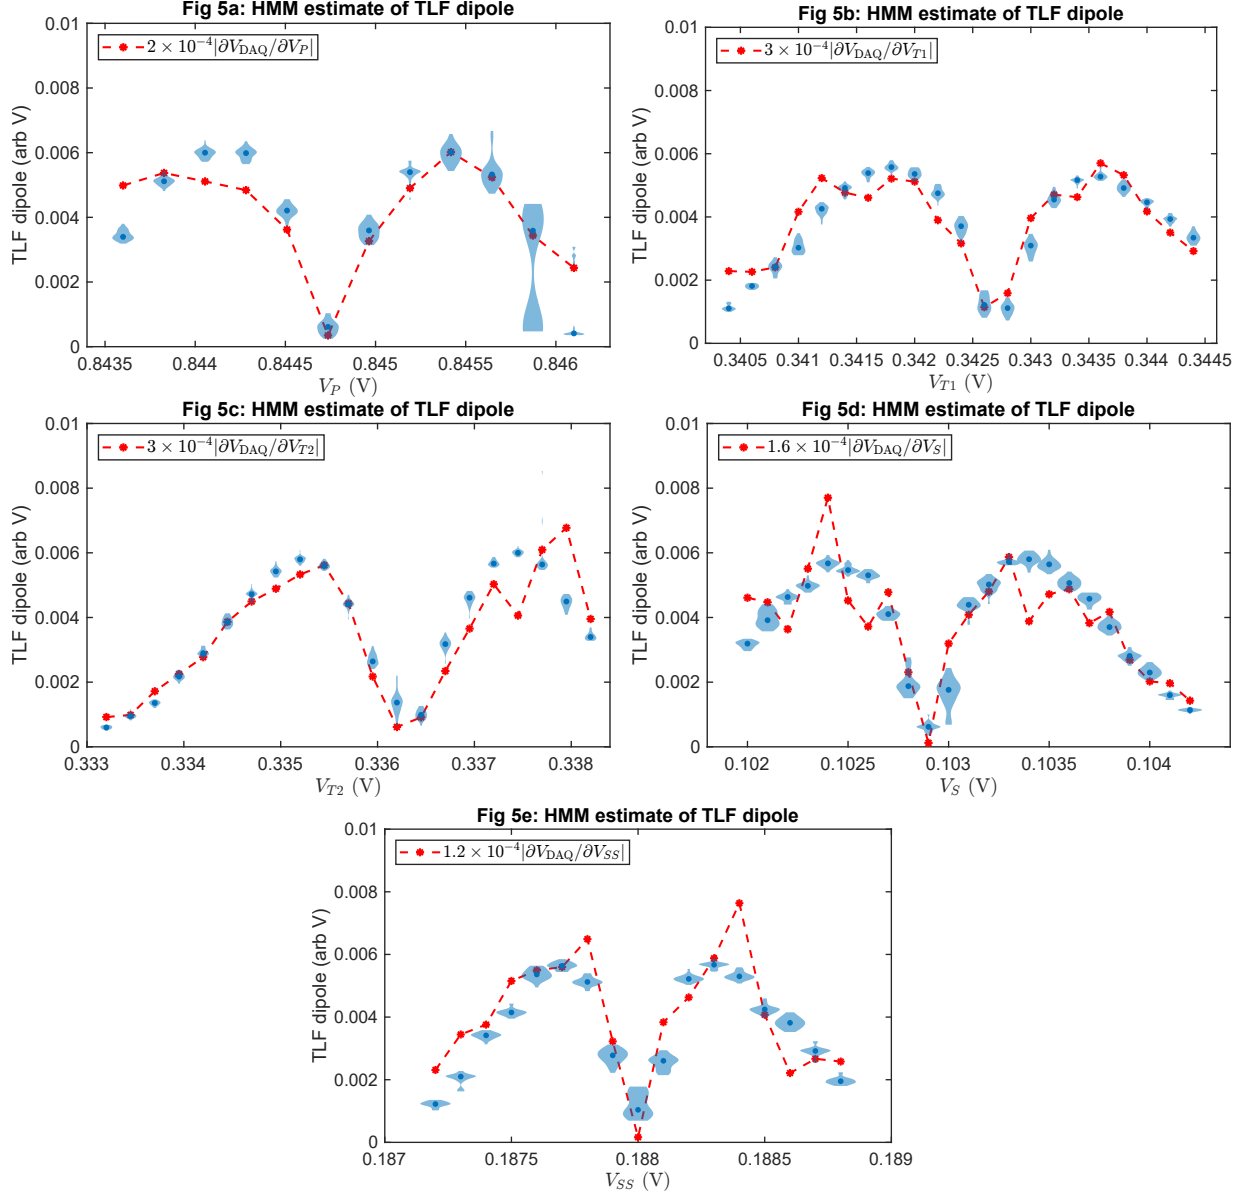 Fig 5a: HMM estimate of TLF dipole
0.01
0.008
0.006
0.004
0.002
0
TLF dipole (arb V)
2 × 10⁻⁴|∂V_DAQ/∂V_P|
0.8435 0.844 0.8445 0.845 0.8455 0.846
V_P (V)
Fig 5b: HMM estimate of TLF dipole
0.01
0.008
0.006
0.004
0.002
0
TLF dipole (arb V)
3 × 10⁻⁴|∂V_DAQ/∂V_T1|
0.3405 0.341 0.3415 0.342 0.3425 0.343 0.3435 0.344 0.3445
V_T1 (V)
Fig 5c: HMM estimate of TLF dipole
0.01
0.008
0.006
0.004
0.002
0
TLF dipole (arb V)
3 × 10⁻⁴|∂V_DAQ/∂V_T2|
0.333 0.334 0.335 0.336 0.337 0.338
V_T2 (V)
Fig 5d: HMM estimate of TLF dipole
0.01
0.008
0.006
0.004
0.002
0
TLF dipole (arb V)
1.6 × 10⁻⁴|∂V_DAQ/∂V_S|
0.102 0.1025 0.103 0.1035 0.104
V_S (V)
Fig 5e: HMM estimate of TLF dipole
0.01
0.008
0.006
0.004
0.002
0
TLF dipole (arb V)
1.2 × 10⁻⁴|∂V_DAQ/∂V_SS|
0.187 0.1875 0.188 0.1885 0.189
V_SS (V)